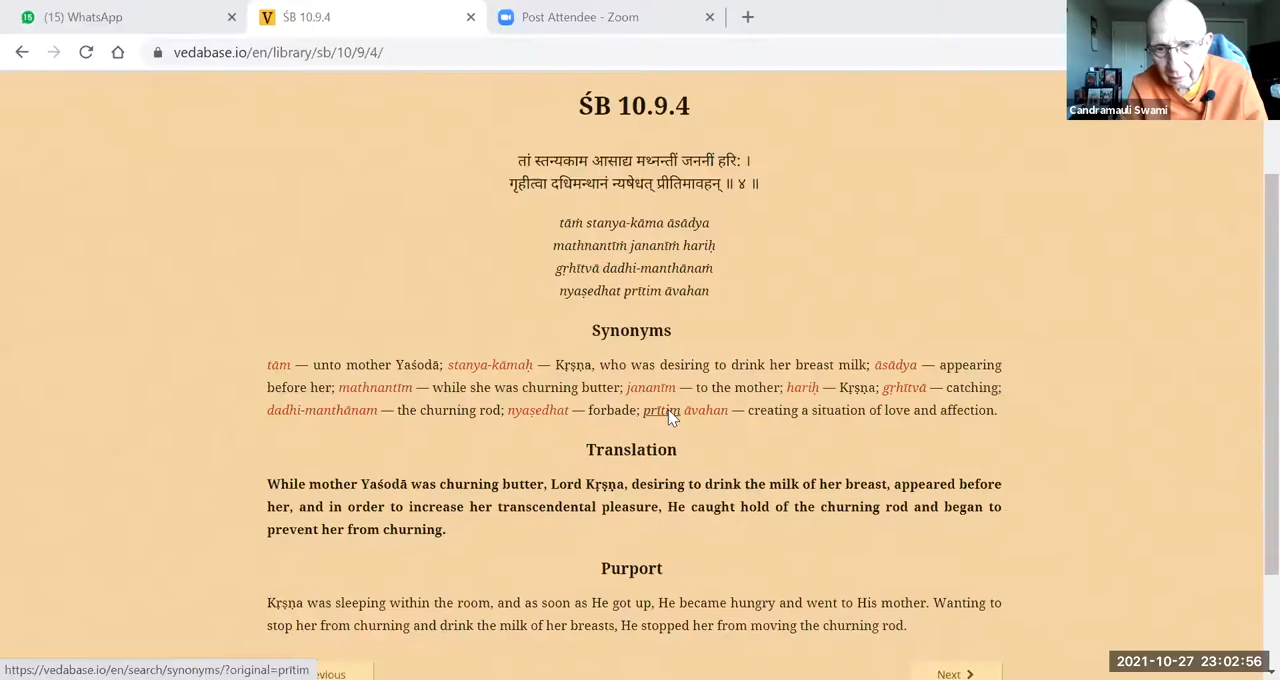 (15) WhatsApp
ŚB 10.9.4
Post Attendee - Zoom
vedabase.io/en/library/sb/10/9/4/
Candramauli Swami
ŚB 10.9.4
तां स्तन्यकाम आसाद्य मथ्नन्तीं जननीं हरि: ।
गृहीत्वा दधिमन्थानं न्यषेधत् प्रीतिमावहन् ॥ ४ ॥
tāṁ stanya-kāma āsādya
mathnantīṁ jananīṁ hariḥ
gṛhītvā dadhi-manthānaṁ
nyaṣedhat prītim āvahan
Synonyms
tām — unto mother Yaśodā; stanya-kāmaḥ — Kṛṣṇa, who was desiring to drink her breast milk; āsādya — appearing
before her; mathnantīm — while she was churning butter; jananīm — to the mother; hariḥ — Kṛṣṇa; gṛhītvā — catching;
dadhi-manthānam — the churning rod; nyaṣedhat — forbade; prītim āvahan — creating a situation of love and affection.
Translation
While mother Yaśodā was churning butter, Lord Kṛṣṇa, desiring to drink the milk of her breast, appeared before
her, and in order to increase her transcendental pleasure, He caught hold of the churning rod and began to
prevent her from churning.
Purport
Kṛṣṇa was sleeping within the room, and as soon as He got up, He became hungry and went to His mother. Wanting to
stop her from churning and drink the milk of her breasts, He stopped her from moving the churning rod.
https://vedabase.io/en/search/synonyms/?original=prītim
evious
Next
2021-10-27 23:02:56